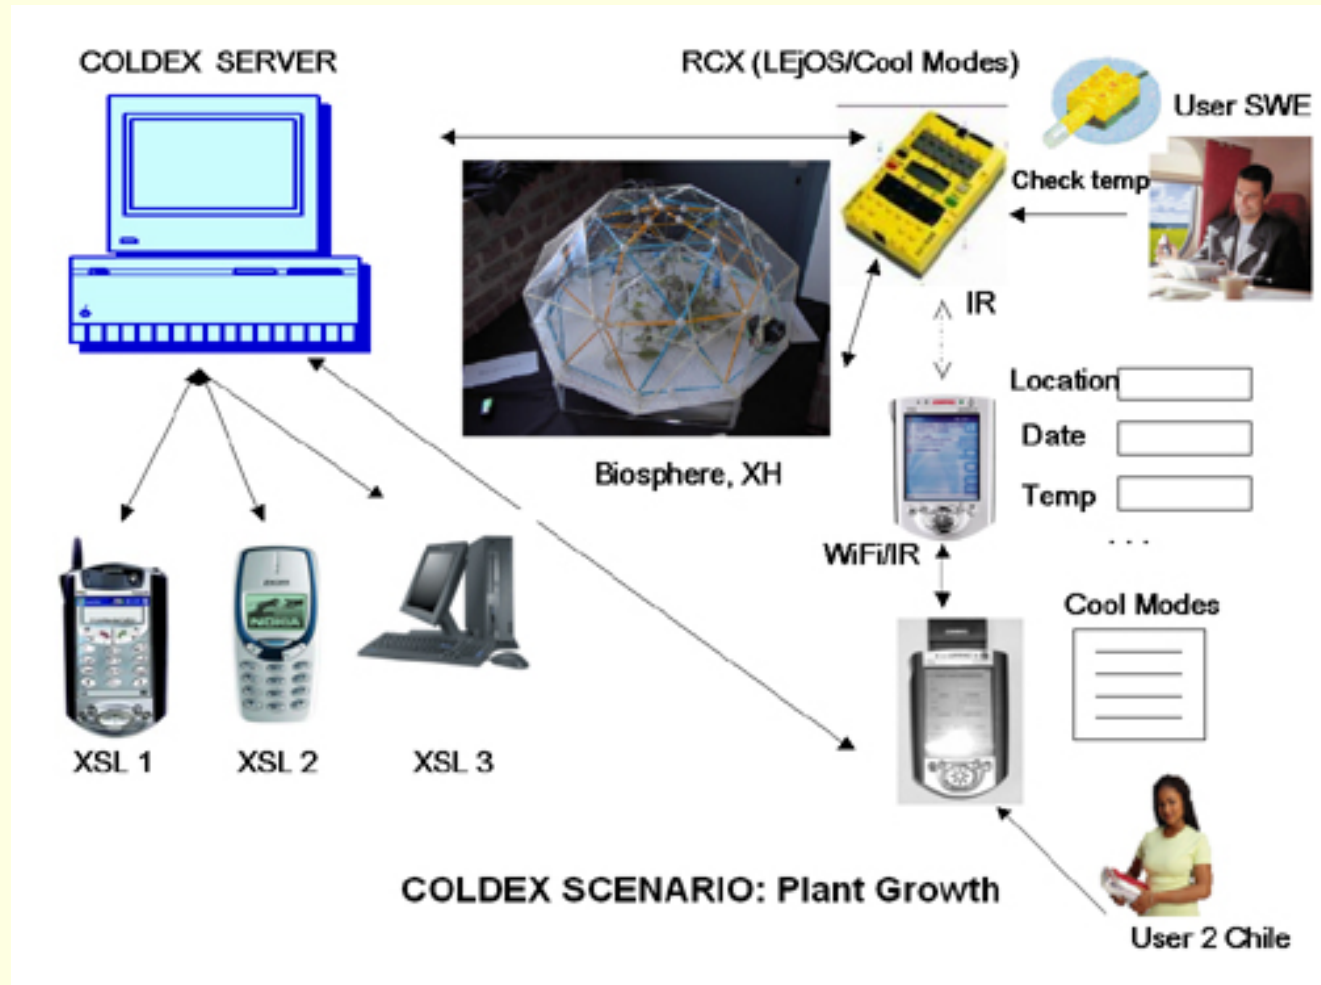 COLDEX SERVER
RCX (LEjOS/Cool Modes)
User SWE
Check temp
IR
Location
Date
Temp
. . .
Biosphere, XH
WiFi/IR
Cool Modes
NOKIA
XSL 1
XSL 2
XSL 3
COLDEX SCENARIO: Plant Growth
User 2 Chile